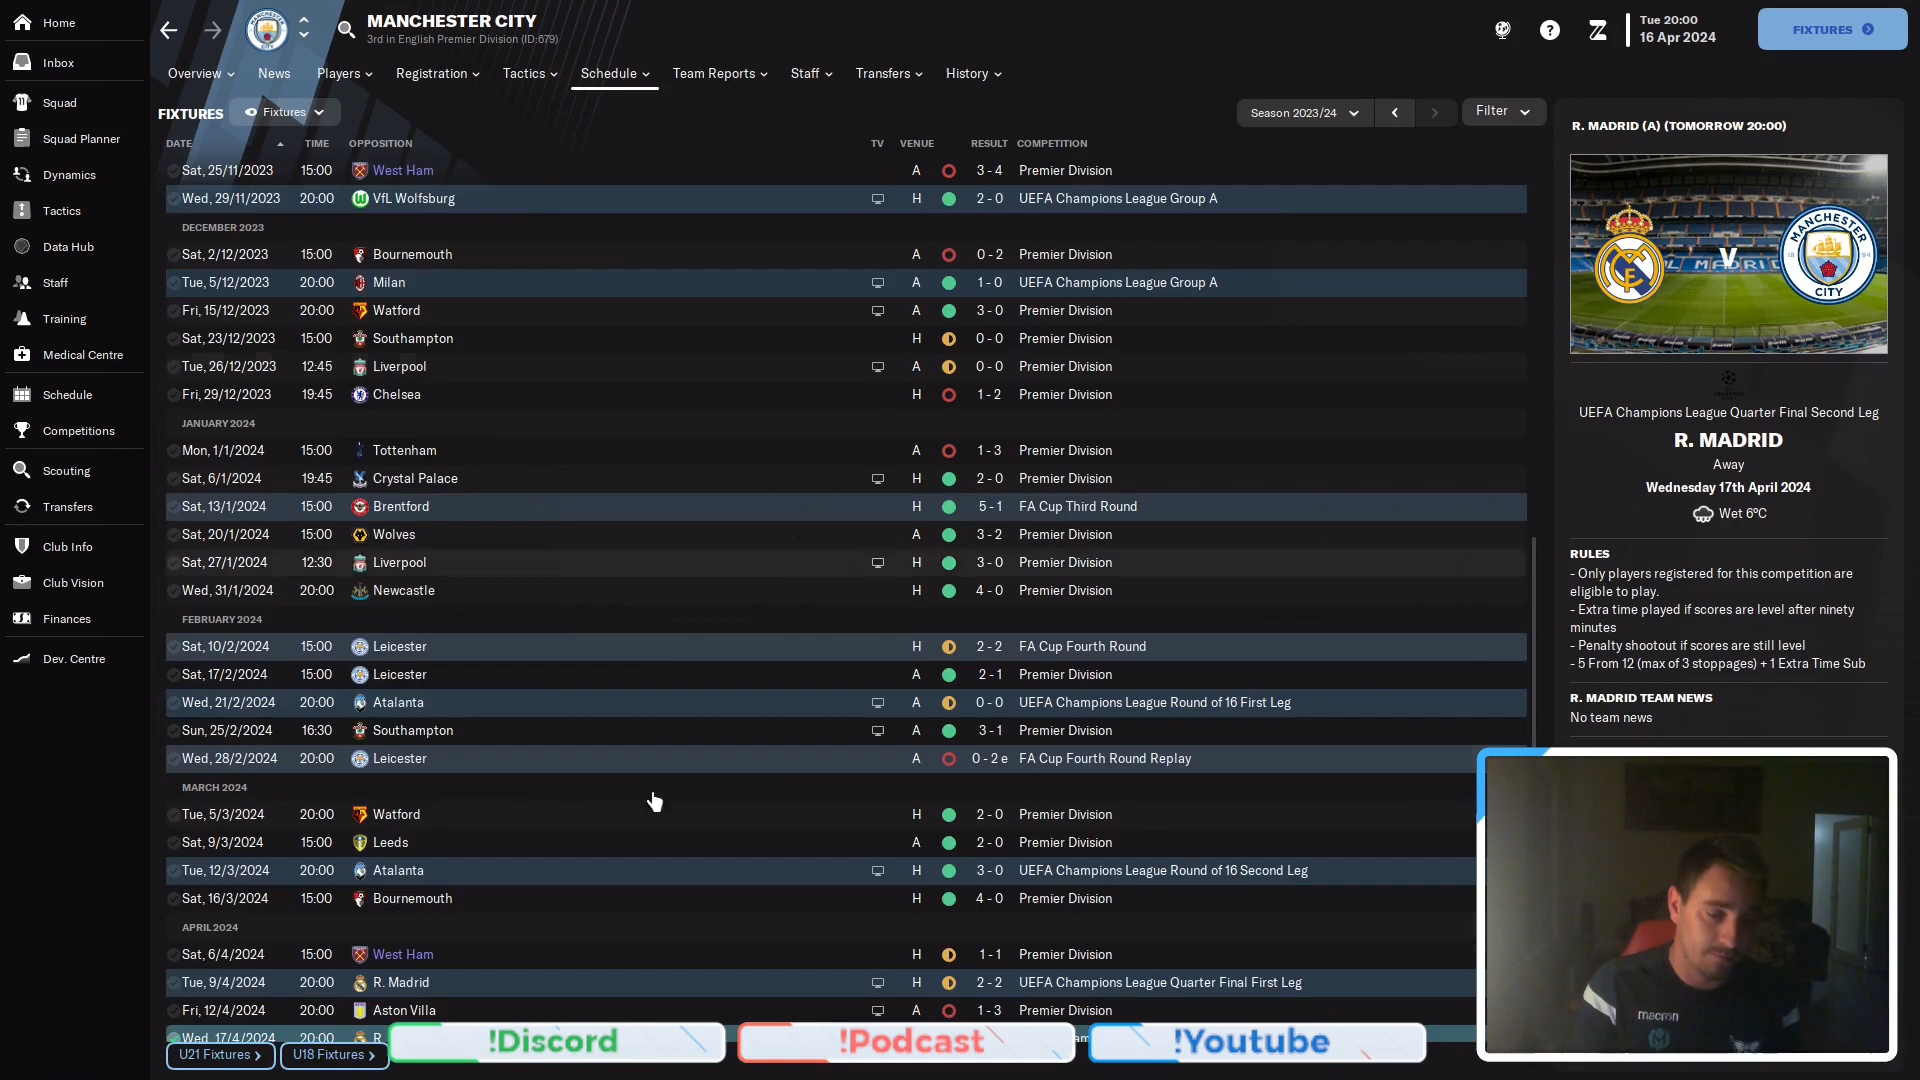 Home
Inbox
Squad
Squad Planner
Dynamics
Tactics
Data Hub
Staff
Training
Medical Centre
Schedule
Competitions
Scouting
Transfers
Club Info
Club Vision
Finances
Dev. Centre
MANCHESTER CITY
3rd in English Premier Division (ID:679)
Tue 20:00
16 Apr 2024
FIXTURES
Overview News Players Registration Tactics Schedule Team Reports Staff Transfers History
FIXTURES Fixtures Season 2023/24 Filter
DATE TIME OPPOSITION TV VENUE RESULT COMPETITION
Sat, 25/11/2023 15:00 West Ham A 3 - 4 Premier Division
Wed, 29/11/2023 20:00 VfL Wolfsburg H 2 - 0 UEFA Champions League Group A
DECEMBER 2023
Sat, 2/12/2023 15:00 Bournemouth A 0 - 2 Premier Division
Tue, 5/12/2023 20:00 Milan A 1 - 0 UEFA Champions League Group A
Fri, 15/12/2023 20:00 Watford A 3 - 0 Premier Division
Sat, 23/12/2023 15:00 Southampton H 0 - 0 Premier Division
Tue, 26/12/2023 12:45 Liverpool A 0 - 0 Premier Division
Fri, 29/12/2023 19:45 Chelsea H 1 - 2 Premier Division
JANUARY 2024
Mon, 1/1/2024 15:00 Tottenham A 1 - 3 Premier Division
Sat, 6/1/2024 19:45 Crystal Palace H 2 - 0 Premier Division
Sat, 13/1/2024 15:00 Brentford H 5 - 1 FA Cup Third Round
Sat, 20/1/2024 15:00 Wolves A 3 - 2 Premier Division
Sat, 27/1/2024 12:30 Liverpool H 3 - 0 Premier Division
Wed, 31/1/2024 20:00 Newcastle H 4 - 0 Premier Division
FEBRUARY 2024
Sat, 10/2/2024 15:00 Leicester H 2 - 2 FA Cup Fourth Round
Sat, 17/2/2024 15:00 Leicester A 2 - 1 Premier Division
Wed, 21/2/2024 20:00 Atalanta A 0 - 0 UEFA Champions League Round of 16 First Leg
Sun, 25/2/2024 16:30 Southampton A 3 - 1 Premier Division
Wed, 28/2/2024 20:00 Leicester A 0 - 2 e FA Cup Fourth Round Replay
MARCH 2024
Tue, 5/3/2024 20:00 Watford H 2 - 0 Premier Division
Sat, 9/3/2024 15:00 Leeds A 2 - 0 Premier Division
Tue, 12/3/2024 20:00 Atalanta H 3 - 0 UEFA Champions League Round of 16 Second Leg
Sat, 16/3/2024 15:00 Bournemouth H 4 - 0 Premier Division
APRIL 2024
Sat, 6/4/2024 15:00 West Ham H 1 - 1 Premier Division
Tue, 9/4/2024 20:00 R. Madrid H 2 - 2 UEFA Champions League Quarter Final First Leg
Fri, 12/4/2024 20:00 Aston Villa A 1 - 3 Premier Division
Wed, 17/4/2024 20:00 R.
U21 Fixtures U18 Fixtures
!Discord !Podcast !Youtube
R. MADRID (A) (TOMORROW 20:00)
V
MANCHESTER
18 94
CITY
UEFA Champions League Quarter Final Second Leg
R. MADRID
Away
Wednesday 17th April 2024
Wet 6ºC
RULES
- Only players registered for this competition are
eligible to play.
- Extra time played if scores are level after ninety
minutes
- Penalty shootout if scores are still level
- 5 From 12 (max of 3 stoppages) + 1 Extra Time Sub
R. MADRID TEAM NEWS
No team news
macron